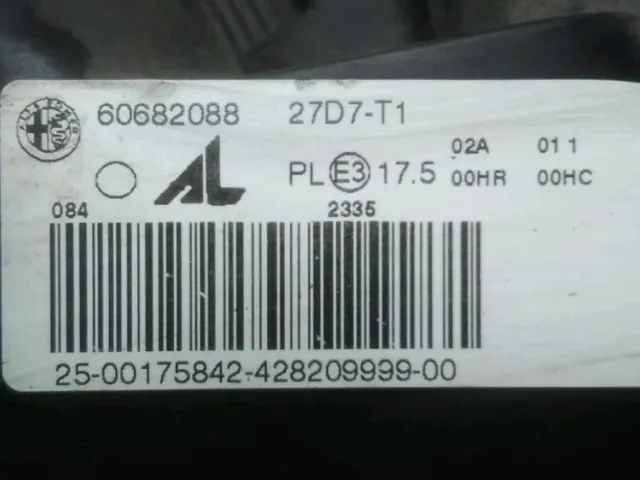 60682088 27D7-T1
AL PL E3 17.5 02A 01 1
00HR 00HC
084 2335
25-00175842-428209999-00